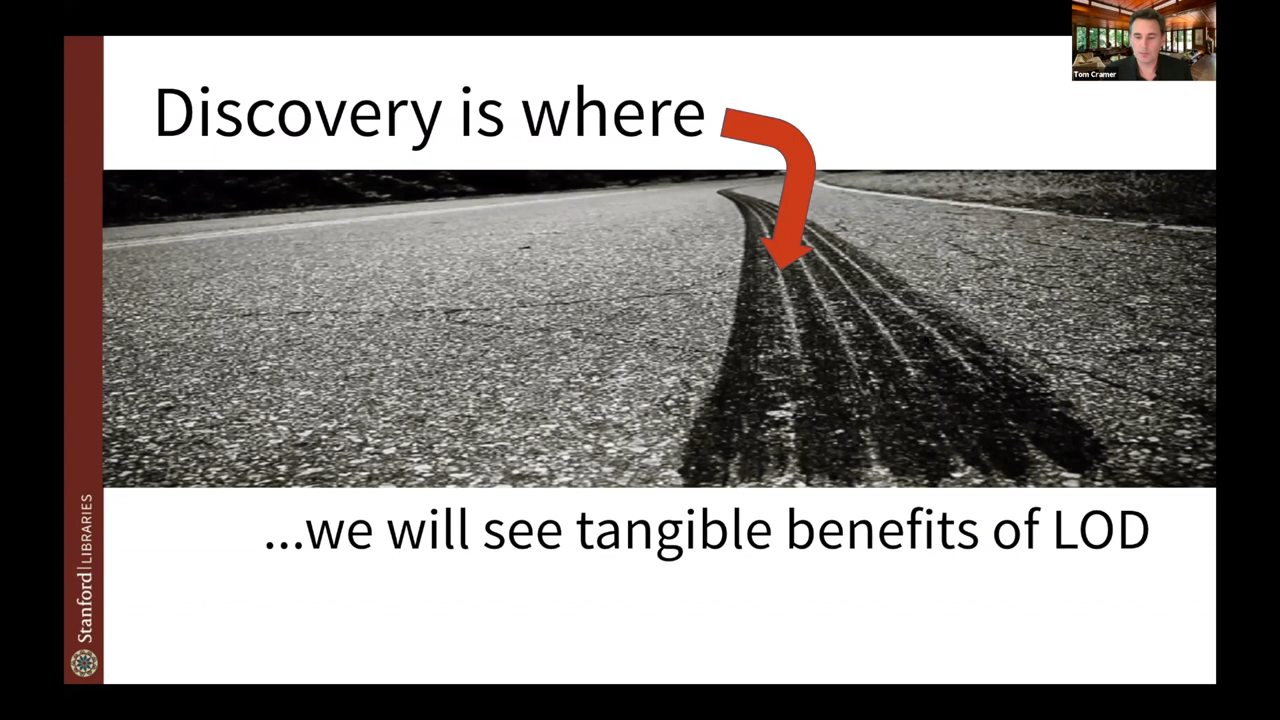 Tom Cramer
Discovery is where
...we will see tangible benefits of LOD
Stanford | LIBRARIES